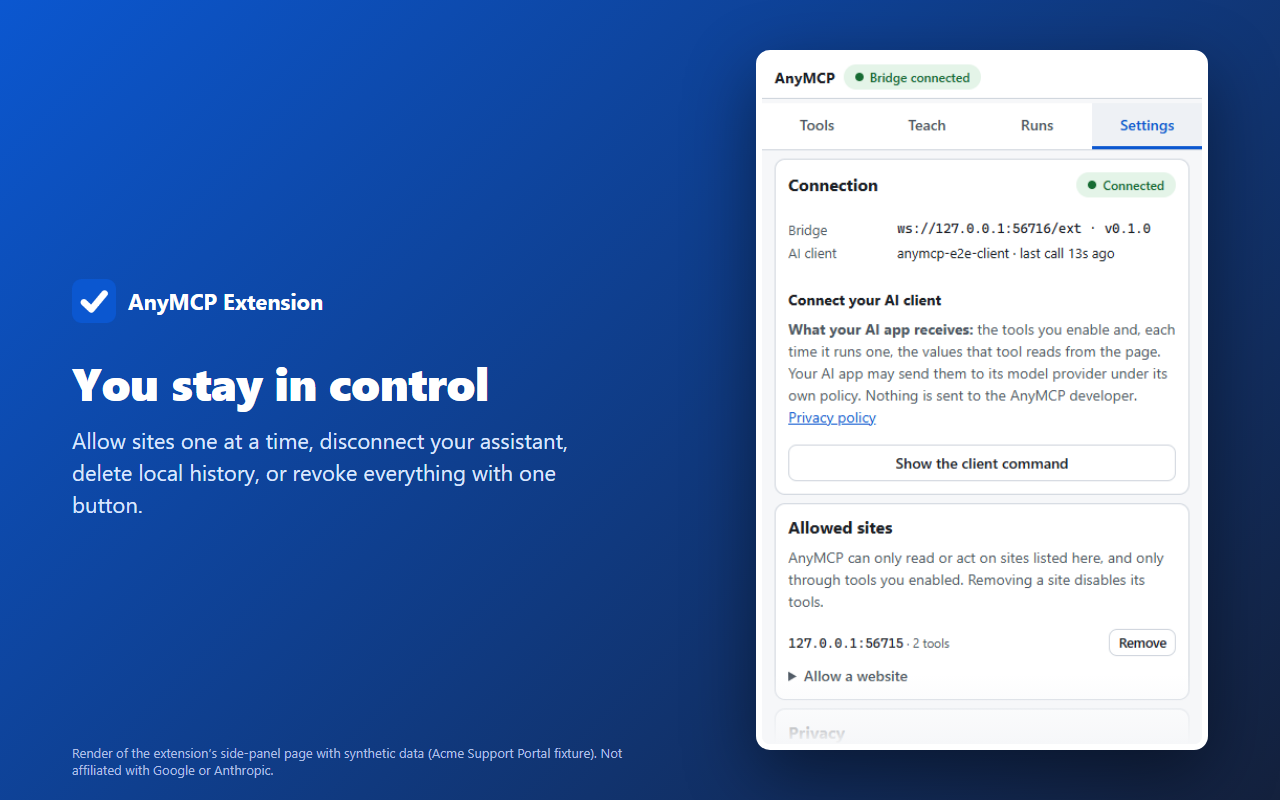 AnyMCP Extension
You stay in control
Allow sites one at a time, disconnect your assistant,
delete local history, or revoke everything with one
button.
Render of the extension's side-panel page with synthetic data (Acme Support Portal fixture). Not
affiliated with Google or Anthropic.
AnyMCP Bridge connected
Tools Teach Runs Settings
Connection Connected
Bridge ws://127.0.0.1:56716/ext · v0.1.0
AI client anymcp-e2e-client · last call 13s ago
Connect your AI client
What your AI app receives: the tools you enable and, each
time it runs one, the values that tool reads from the page.
Your AI app may send them to its model provider under its
own policy. Nothing is sent to the AnyMCP developer.
Privacy policy
Show the client command
Allowed sites
AnyMCP can only read or act on sites listed here, and only
through tools you enabled. Removing a site disables its
tools.
127.0.0.1:56715 · 2 tools Remove
Allow a website
Privacy